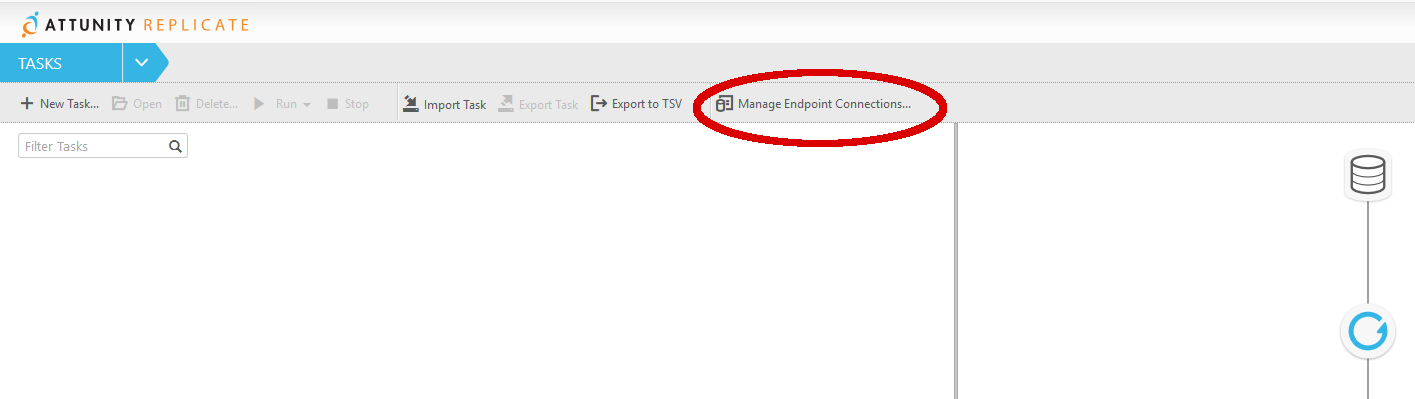 ATTUNITY REPLICATE
TASKS
New Task... Open Delete... Run Stop Import Task Export Task Export to TSV Manage Endpoint Connections...
Filter Tasks